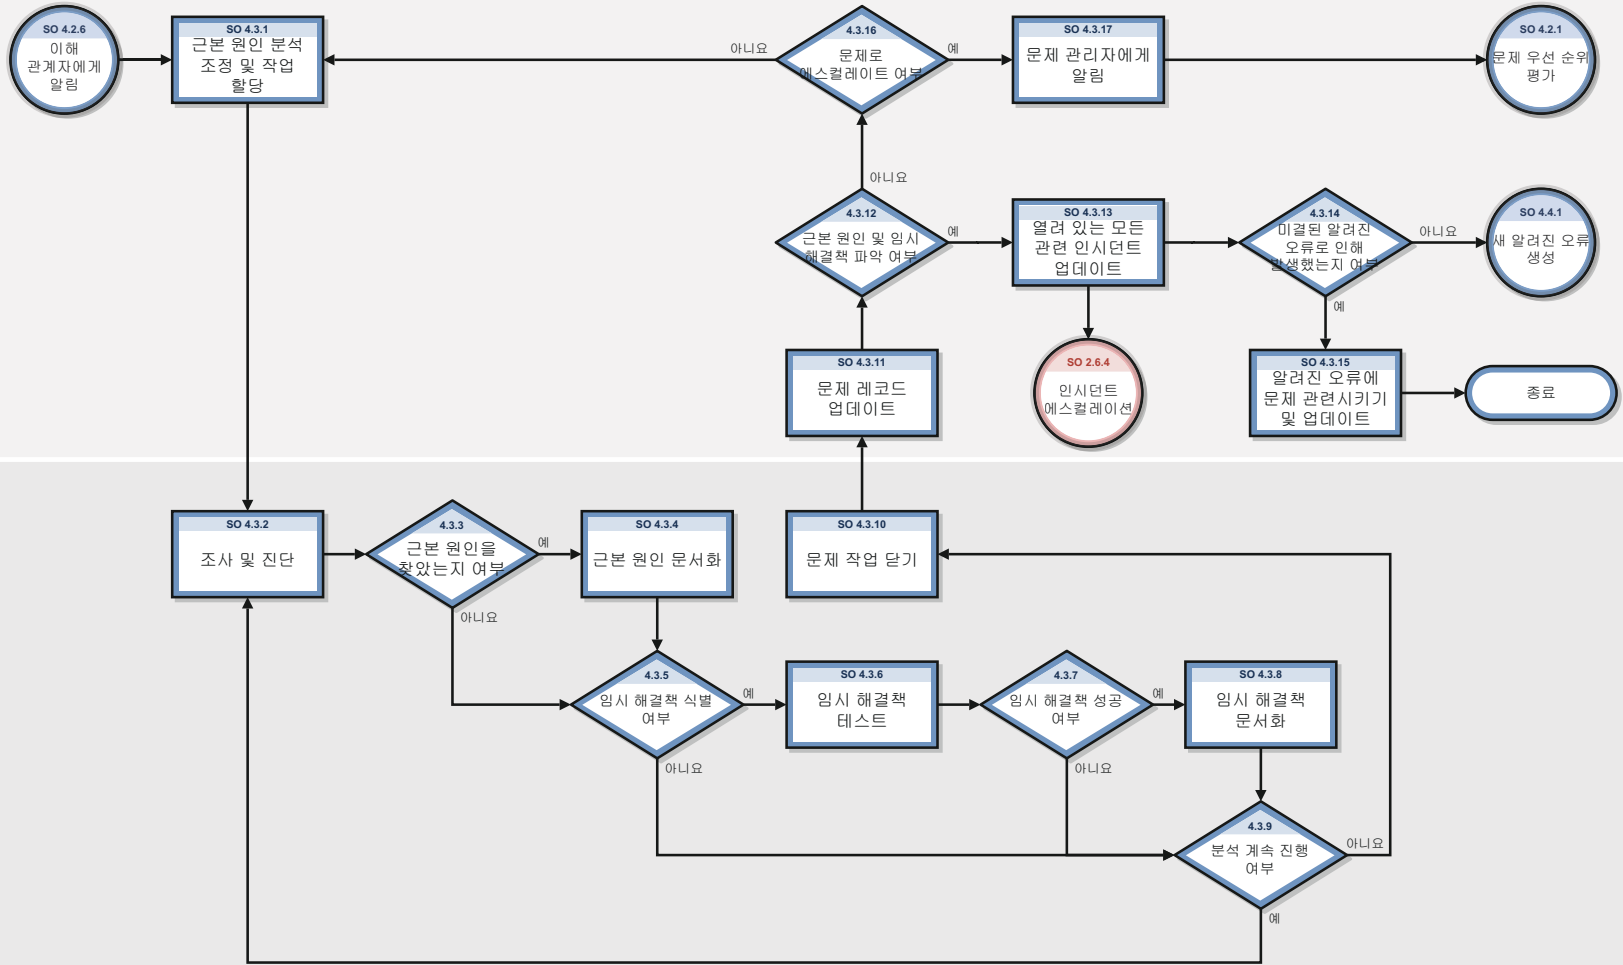 SO 4.2.6
이해
관계자에게
알림
SO 4.3.1
근본 원인 분석
조정 및 작업
할당
아니요
4.3.16
문제로
에스컬레이트 여부
예
SO 4.3.17
문제 관리자에게
알림
SO 4.2.1
문제 우선 순위
평가
아니요
4.3.12
근본 원인 및 임시
해결책 파악 여부
예
SO 4.3.13
열려 있는 모든
관련 인시던트
업데이트
4.3.14
미결된 알려진
오류로 인해
발생했는지 여부
아니요
SO 4.4.1
새 알려진 오류
생성
예
SO 4.3.11
문제 레코드
업데이트
SO 2.6.4
인시던트
에스컬레이션
SO 4.3.15
알려진 오류에
문제 관련시키기
및 업데이트
종료
SO 4.3.2
조사 및 진단
4.3.3
근본 원인을
찾았는지 여부
예
아니요
SO 4.3.4
근본 원인 문서화
SO 4.3.10
문제 작업 닫기
4.3.5
임시 해결책 식별
여부
예
아니요
SO 4.3.6
임시 해결책
테스트
4.3.7
임시 해결책 성공
여부
예
아니요
SO 4.3.8
임시 해결책
문서화
4.3.9
분석 계속 진행
여부
아니요
예